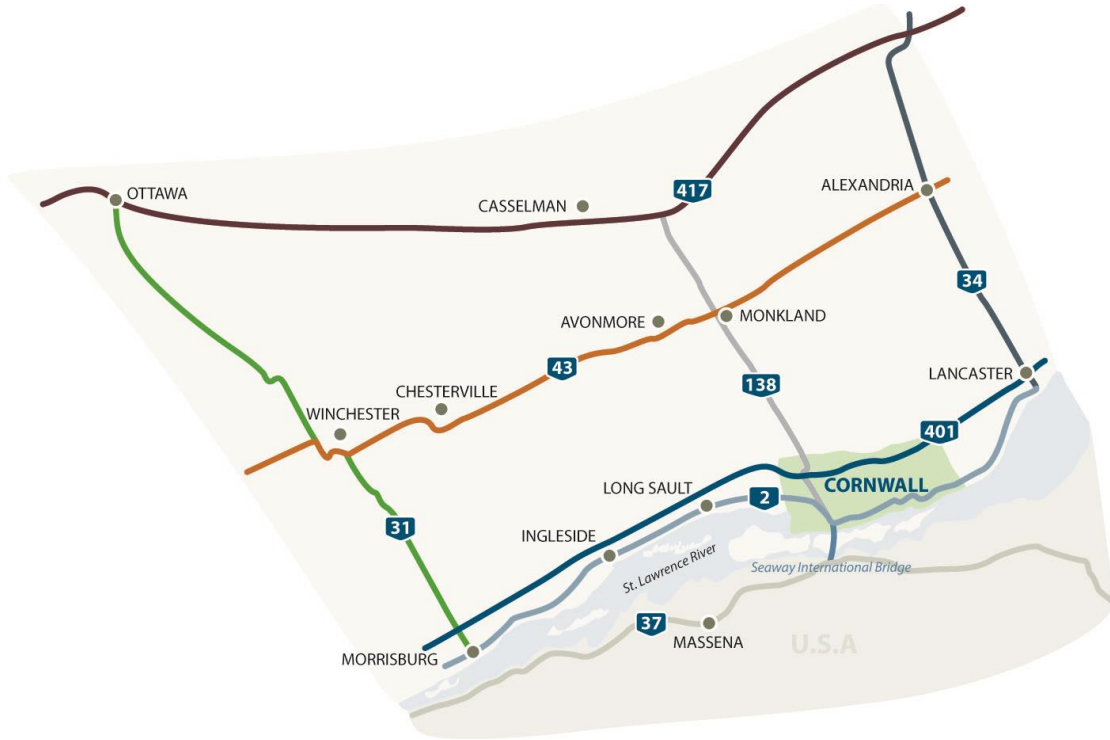 OTTAWA
CASSELMAN
417
ALEXANDRIA
34
AVONMORE
MONKLAND
43
138
LANCASTER
CHESTERVILLE
WINCHESTER
401
CORNWALL
LONG SAULT
2
31
INGLESIDE
St. Lawrence River
Seaway International Bridge
37
MASSENA
U.S.A
MORRISBURG